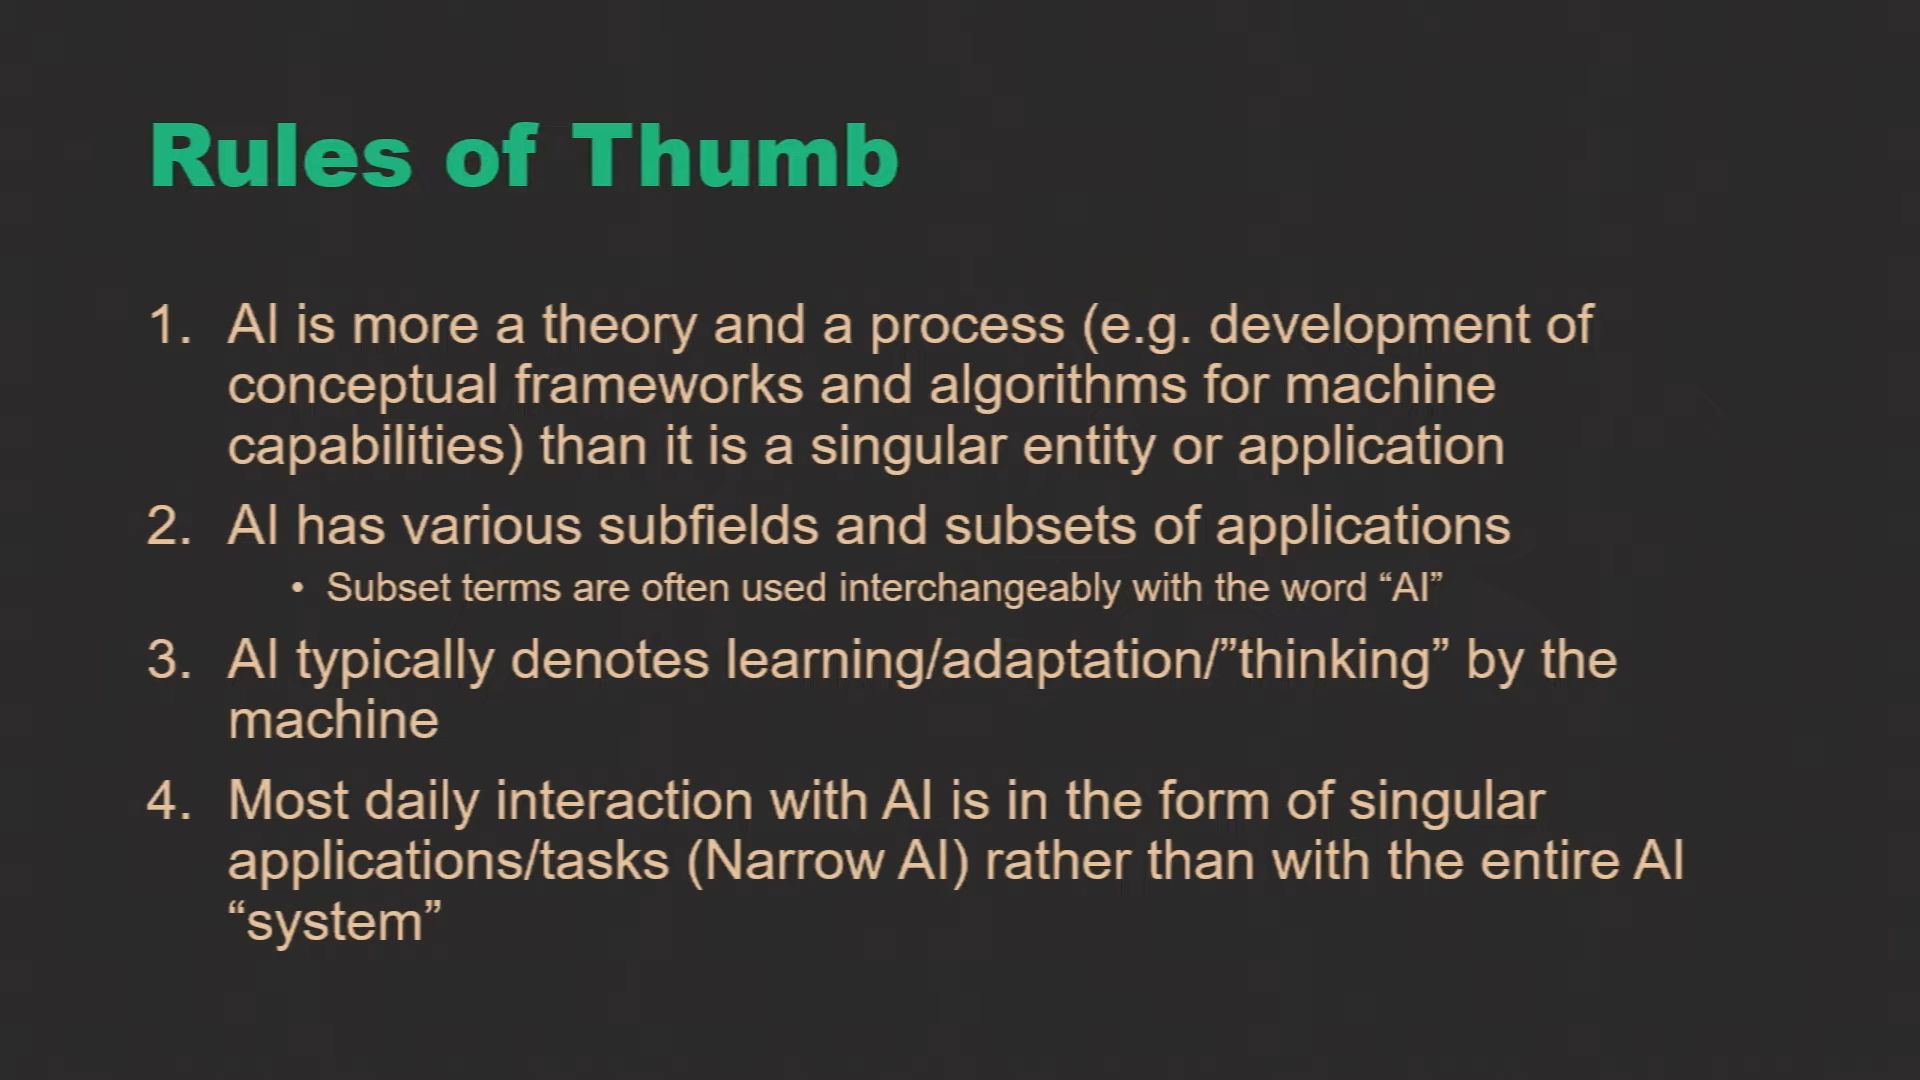 Rules of Thumb
1. AI is more a theory and a process (e.g. development of
conceptual frameworks and algorithms for machine
capabilities) than it is a singular entity or application
2. AI has various subfields and subsets of applications
• Subset terms are often used interchangeably with the word “AI”
3. AI typically denotes learning/adaptation/”thinking” by the
machine
4. Most daily interaction with AI is in the form of singular
applications/tasks (Narrow AI) rather than with the entire AI
“system”